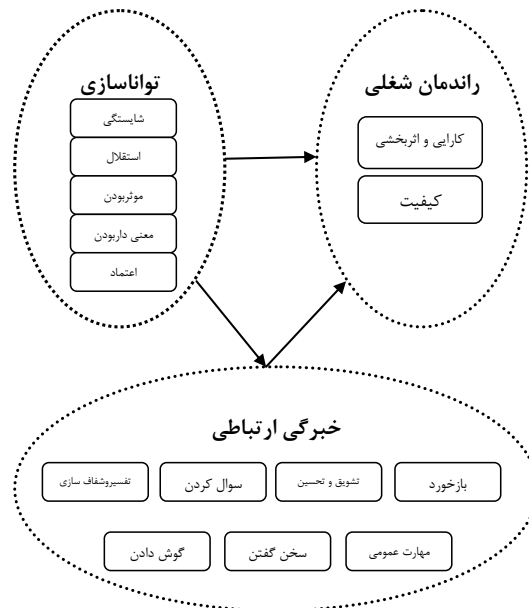 راندمان شغلی
کارایی و اثربخشی
کیفیت
تواناسازی
شایستگی
استقلال
موثربودن
معنی داربودن
اعتماد
خبرگی ارتباطی
بازخورد
تشویق و تحسین
سوال کردن
تفسیروشفاف سازی
مهارت عمومی
سخن گفتن
گوش دادن